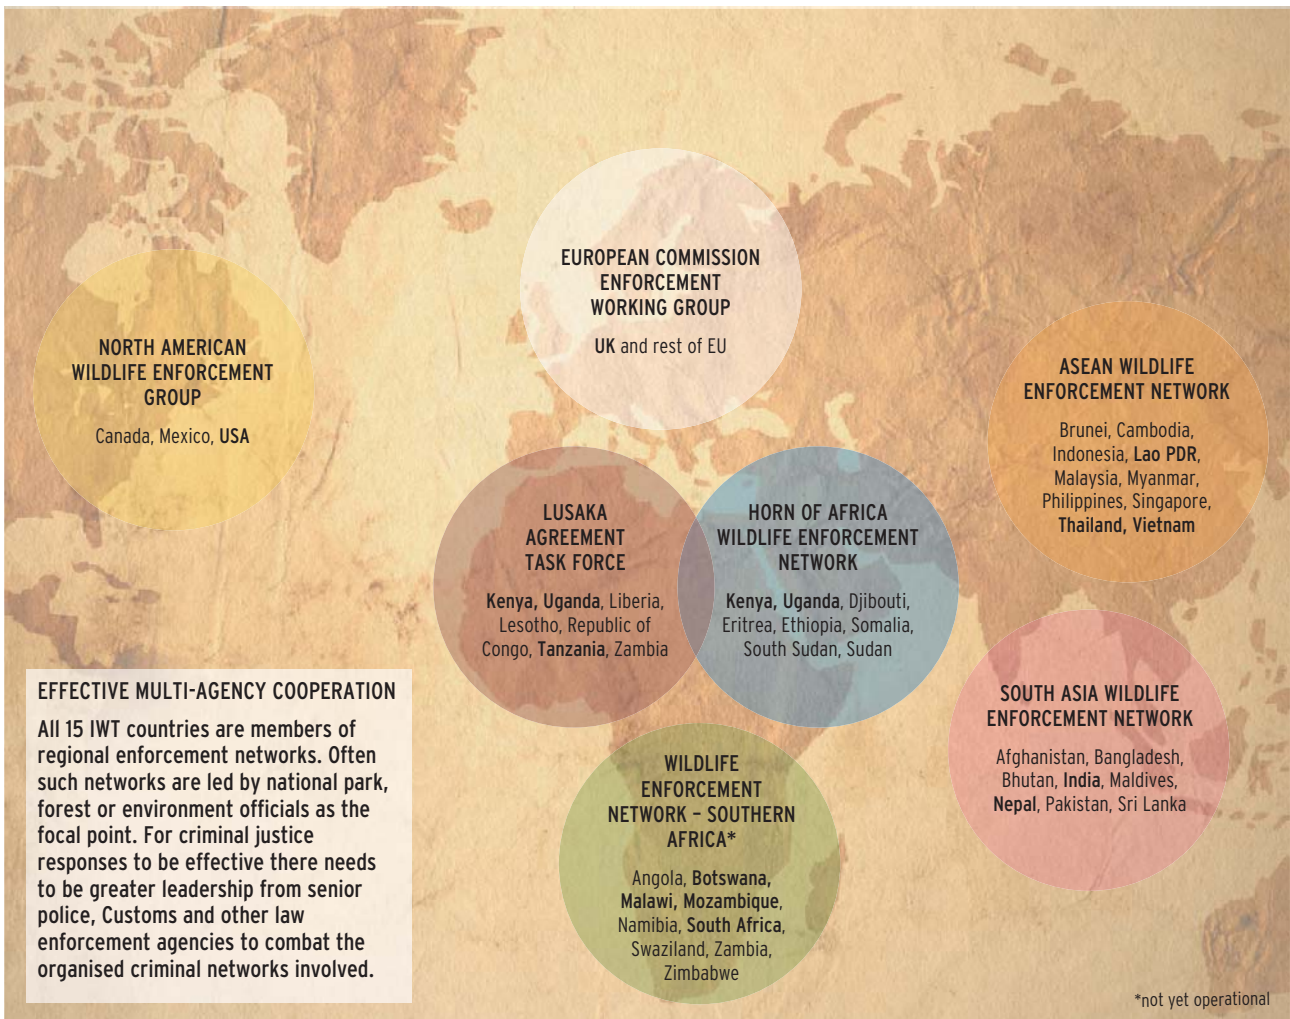 EUROPEAN COMMISSION
ENFORCEMENT
WORKING GROUP
UK and rest of EU
NORTH AMERICAN
WILDLIFE ENFORCEMENT
GROUP
Canada, Mexico, USA
ASEAN WILDLIFE
ENFORCEMENT NETWORK
Brunei, Cambodia,
Indonesia, Lao PDR,
Malaysia, Myanmar,
Philippines, Singapore,
Thailand, Vietnam
LUSAKA
AGREEMENT
TASK FORCE
Kenya, Uganda, Liberia,
Lesotho, Republic of
Congo, Tanzania, Zambia
HORN OF AFRICA
WILDLIFE ENFORCEMENT
NETWORK
Kenya, Uganda, Djibouti,
Eritrea, Ethiopia, Somalia,
South Sudan, Sudan
SOUTH ASIA WILDLIFE
ENFORCEMENT NETWORK
Afghanistan, Bangladesh,
Bhutan, India, Maldives,
Nepal, Pakistan, Sri Lanka
EFFECTIVE MULTI-AGENCY COOPERATION
All 15 IWT countries are members of
regional enforcement networks. Often
such networks are led by national park,
forest or environment officials as the
focal point. For criminal justice
responses to be effective there needs
to be greater leadership from senior
police, Customs and other law
enforcement agencies to combat the
organised criminal networks involved.
WILDLIFE
ENFORCEMENT
NETWORK – SOUTHERN
AFRICA*
Angola, Botswana,
Malawi, Mozambique,
Namibia, South Africa,
Swaziland, Zambia,
Zimbabwe
*not yet operational